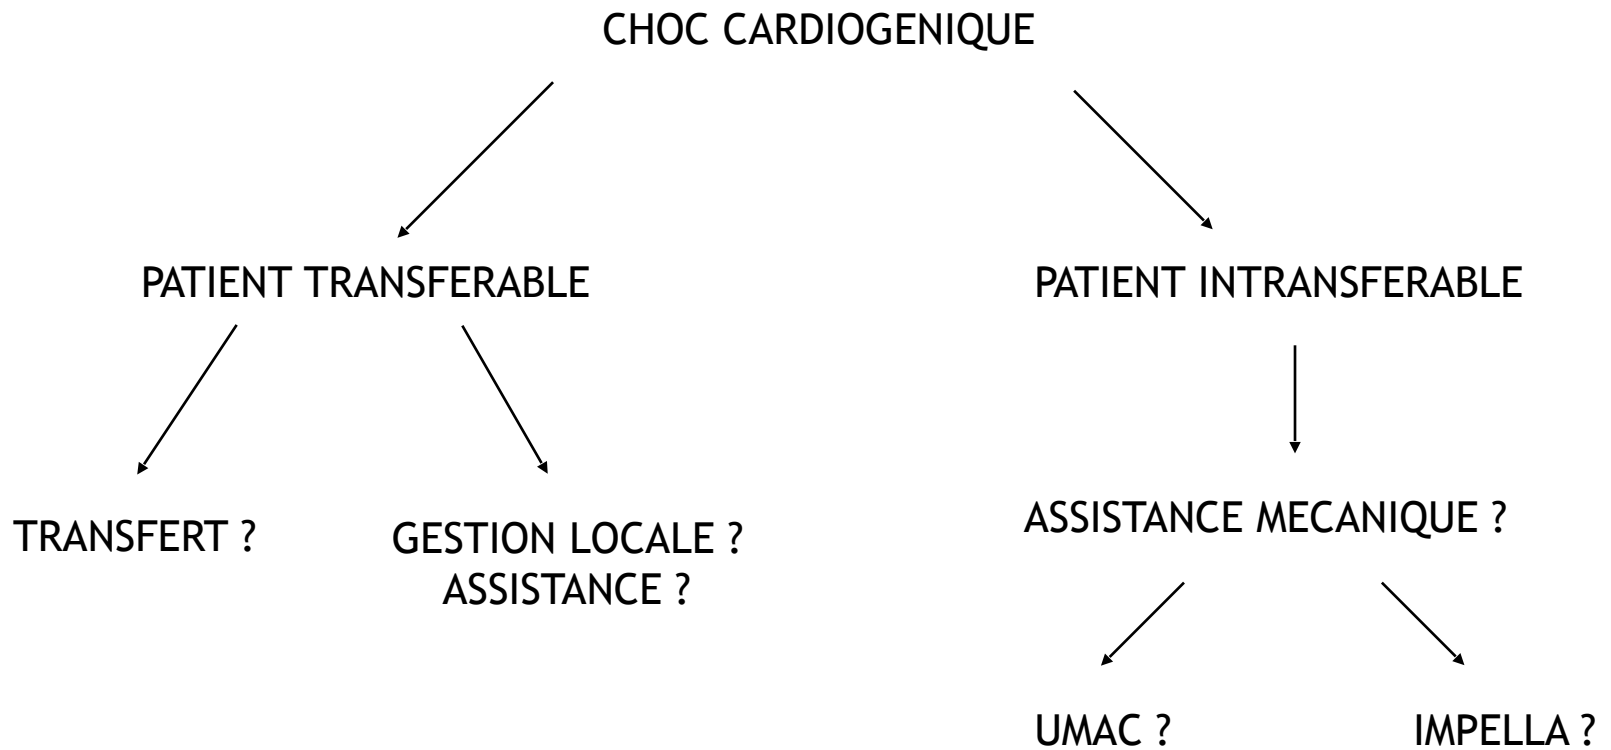 CHOC CARDIOGENIQUE
PATIENT TRANSFERABLE
PATIENT INTRANSFERABLE
TRANSFERT ?
GESTION LOCALE ?
ASSISTANCE ?
ASSISTANCE MECANIQUE ?
UMAC ?
IMPELLA ?